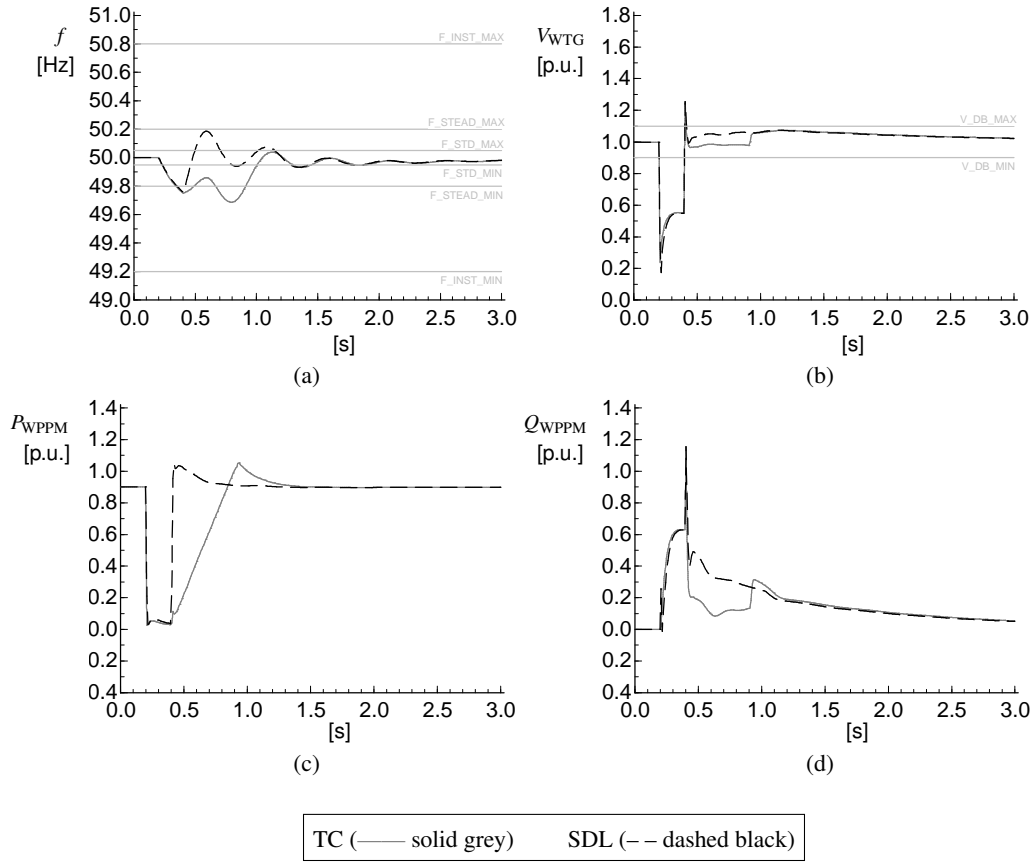 f
[Hz]
51.0
50.8
50.6
50.4
50.2
50.0
49.8
49.6
49.4
49.2
49.0
F_INST_MAX
F_STEAD_MAX
F_STD_MAX
F_STD_MIN
F_STEAD_MIN
F_INST_MIN
0.0 0.5 1.0 1.5 2.0 2.5 3.0
[s]
(a)
VWTG
[p.u.]
1.8
1.6
1.4
1.2
1.0
0.8
0.6
0.4
0.2
0.0
V_DB_MAX
V_DB_MIN
0.0 0.5 1.0 1.5 2.0 2.5 3.0
[s]
(b)
PWPPM
[p.u.]
1.4
1.2
1.0
0.8
0.6
0.4
0.2
0.0
0.2
0.4
0.0 0.5 1.0 1.5 2.0 2.5 3.0
[s]
(c)
QWPPM
[p.u.]
1.4
1.2
1.0
0.8
0.6
0.4
0.2
0.0
0.2
0.4
0.0 0.5 1.0 1.5 2.0 2.5 3.0
[s]
(d)
TC (—— solid grey) SDL (– – dashed black)